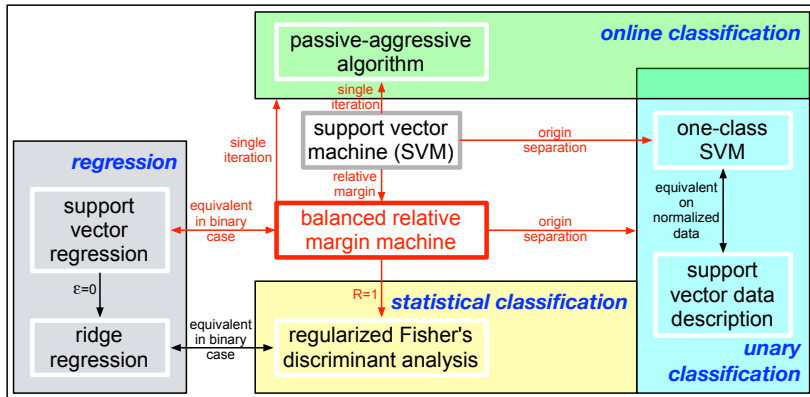 passive-aggressive
algorithm
online classification
single
iteration
single
iteration
support vector
machine (SVM)
origin
separation
one-class
SVM
regression
relative
margin
equivalent
on
normalized
data
support
vector
regression
equivalent
in binary
case
balanced relative
margin machine
origin
separation
ε=0
R=1
statistical classification
support
vector data
description
ridge
regression
equivalent
in binary
case
regularized Fisher's
discriminant analysis
unary
classification